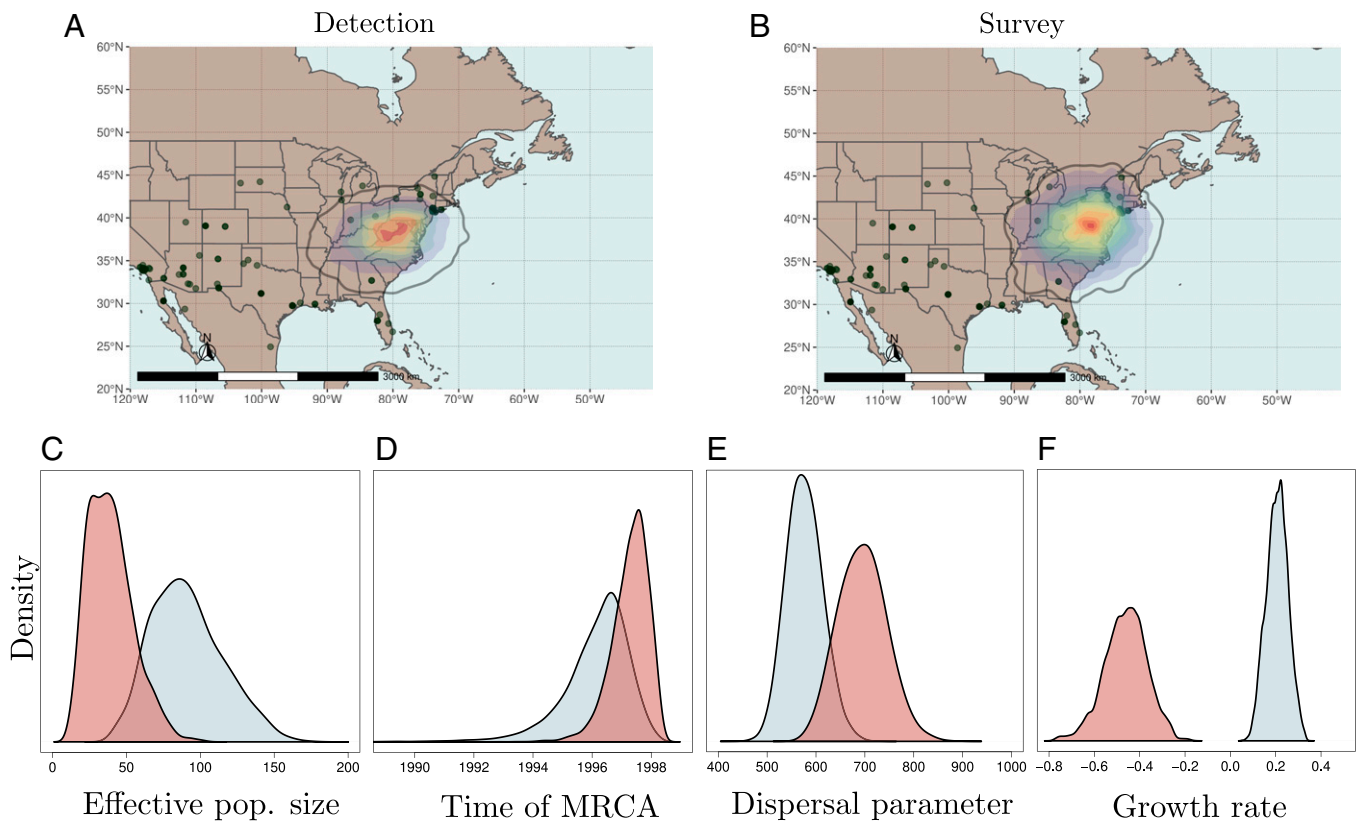 A Detection
60°N
55°N
50°N
45°N
40°N
35°N
30°N
25°N
20°N
N
3000 km
120°W 110°W 100°W 90°W 80°W 70°W 60°W 50°W
B Survey
60°N
55°N
50°N
45°N
40°N
35°N
30°N
25°N
20°N
N
3000 km
120°W 110°W 100°W 90°W 80°W 70°W 60°W 50°W
Density
C
0 50 100 150 200
Effective pop. size
D
1990 1992 1994 1996 1998
Time of MRCA
E
400 500 600 700 800 900 1000
Dispersal parameter
F
−0.8 −0.6 −0.4 −0.2 0.0 0.2 0.4
Growth rate